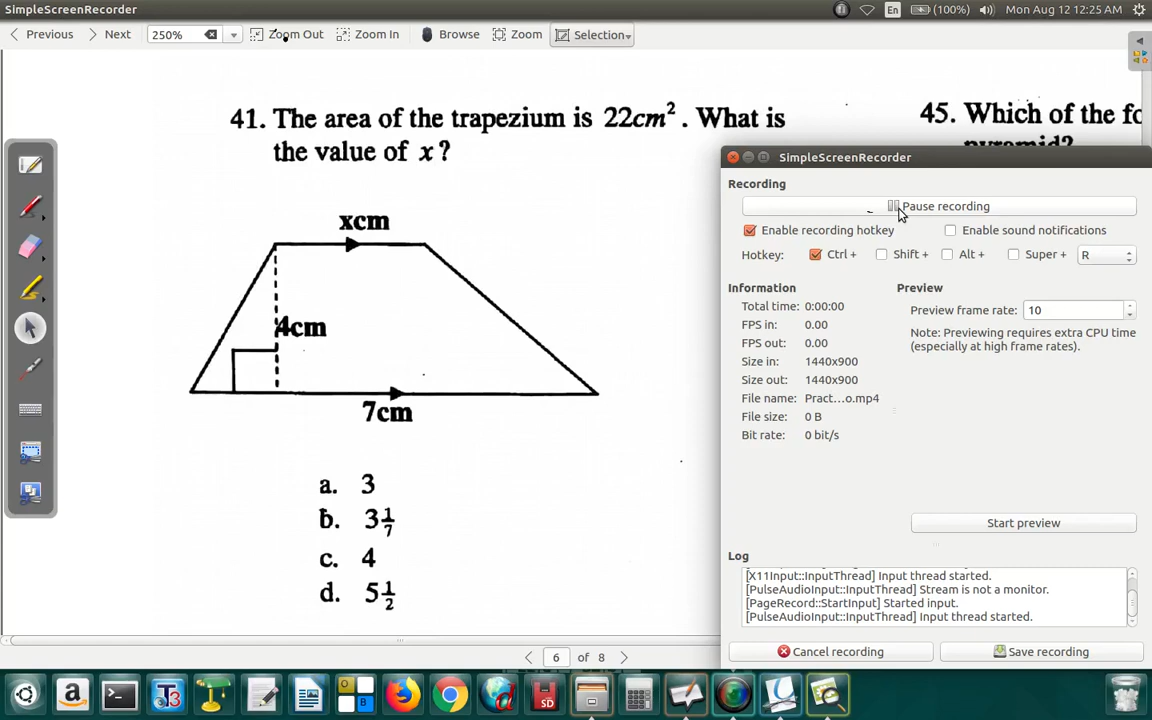 SimpleScreenRecorder
En (100%) Mon Aug 12 12:25 AM
Previous Next 250% Zoom Out Zoom In Browse Zoom Selection
41. The area of the trapezium is 22cm². What is
the value of x?
xcm
4cm
7cm
a. 3
b. 3 1/7
c. 4
d. 5 1/2
45. Which of the fo
pyramid?
SimpleScreenRecorder
Recording
Pause recording
Enable recording hotkey Enable sound notifications
Hotkey: Ctrl + Shift + Alt + Super + R
Information
Total time: 0:00:00
FPS in: 0.00
FPS out: 0.00
Size in: 1440x900
Size out: 1440x900
File name: Pract...o.mp4
File size: 0 B
Bit rate: 0 bit/s
Preview
Preview frame rate: 10
Note: Previewing requires extra CPU time
(especially at high frame rates).
Start preview
Log
[X11Input::InputThread] Input thread started.
[PulseAudioInput::InputThread] Stream is not a monitor.
[PageRecord::StartInput] Started input.
[PulseAudioInput::InputThread] Input thread started.
Cancel recording Save recording
6 of 8
SD